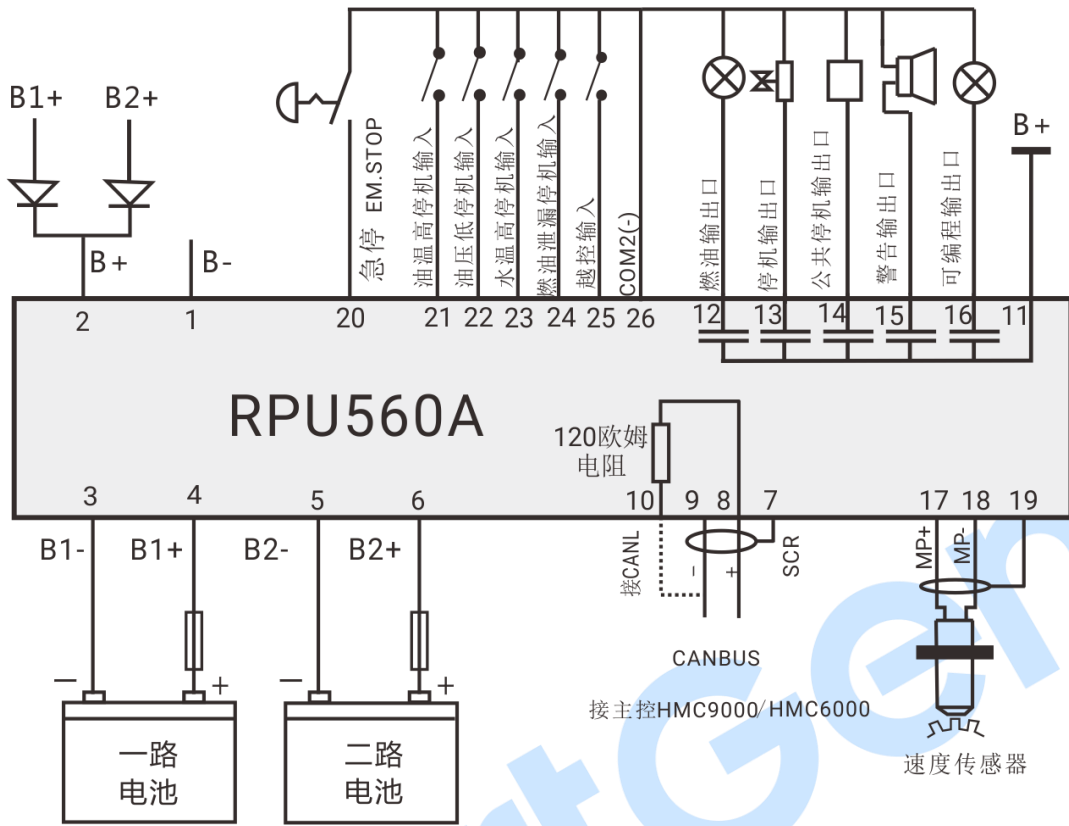 B1+
B2+
B+
B-
急停 EM.STOP
油温高停机输入
油压低停机输入
水温高停机输入
燃油泄漏停机输入
越控输入
COM2(-)
燃油输出口
停机输出口
公共停机输出口
警告输出口
可编程输出口
B+
2
1
20
21
22
23
24
25
26
12
13
14
15
16
11
RPU560A
120欧姆
电阻
3
4
5
6
10
9
8
7
17
18
19
B1-
B1+
B2-
B2+
接CANL
-
+
SCR
MP+
MP-
CANBUS
接主控HMC9000/HMC6000
速度传感器
-
+
-
+
一路
电池
二路
电池